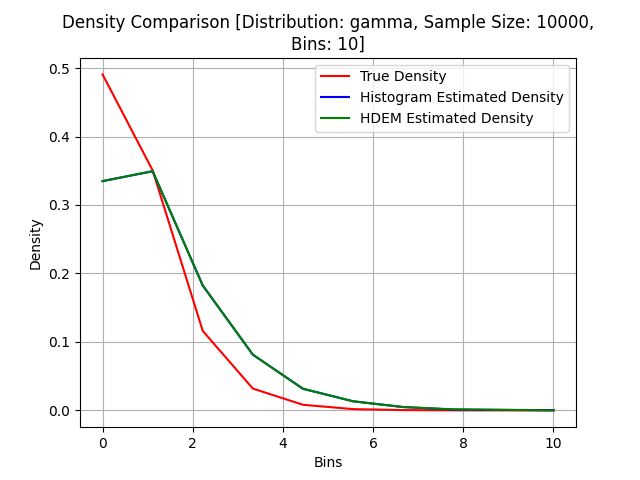 Density Comparison [Distribution: gamma, Sample Size: 10000,
Bins: 10]
True Density
Histogram Estimated Density
HDEM Estimated Density
Density
0.5
0.4
0.3
0.2
0.1
0.0
0 2 4 6 8 10
Bins